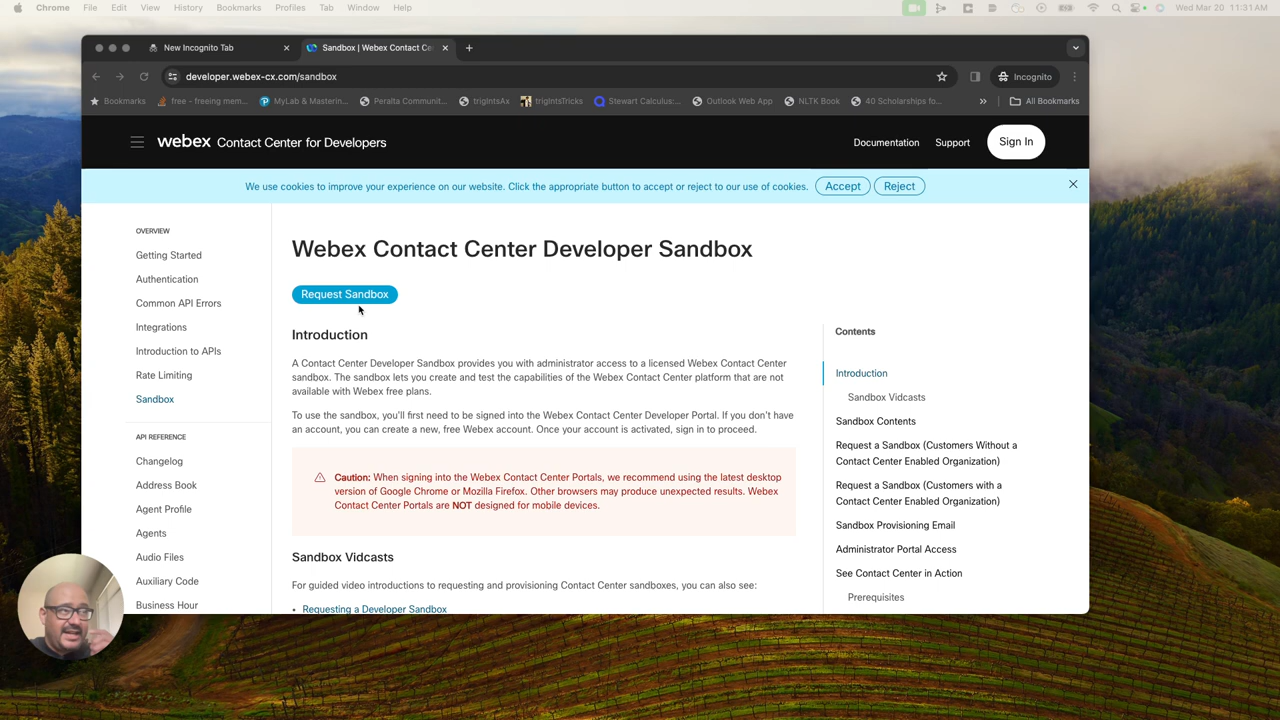 Chrome File Edit View History Bookmarks Profiles Tab Window Help Wed Mar 20 11:31 AM
New Incognito Tab
Sandbox | Webex Contact Ce
developer.webex-cx.com/sandbox
Incognito
Bookmarks
free - freeing mem...
MyLab & Masterin...
Peralta Communit...
trigIntsAx
trigIntsTricks
Stewart Calculus:...
Outlook Web App
NLTK Book
40 Scholarships fo...
All Bookmarks
webex Contact Center for Developers
Documentation
Support
Sign In
We use cookies to improve your experience on our website. Click the appropriate button to accept or reject to our use of cookies.
Accept
Reject
OVERVIEW
Getting Started
Authentication
Common API Errors
Integrations
Introduction to APIs
Rate Limiting
Sandbox
API REFERENCE
Changelog
Address Book
Agent Profile
Agents
Audio Files
Auxiliary Code
Business Hour
Webex Contact Center Developer Sandbox
Request Sandbox
Introduction
A Contact Center Developer Sandbox provides you with administrator access to a licensed Webex Contact Center
sandbox. The sandbox lets you create and test the capabilities of the Webex Contact Center platform that are not
available with Webex free plans.
To use the sandbox, you'll first need to be signed into the Webex Contact Center Developer Portal. If you don't have
an account, you can create a new, free Webex account. Once your account is activated, sign in to proceed.
Caution: When signing into the Webex Contact Center Portals, we recommend using the latest desktop
version of Google Chrome or Mozilla Firefox. Other browsers may produce unexpected results. Webex
Contact Center Portals are NOT designed for mobile devices.
Sandbox Vidcasts
For guided video introductions to requesting and provisioning Contact Center sandboxes, you can also see:
• Requesting a Developer Sandbox
Contents
Introduction
Sandbox Vidcasts
Sandbox Contents
Request a Sandbox (Customers Without a
Contact Center Enabled Organization)
Request a Sandbox (Customers with a
Contact Center Enabled Organization)
Sandbox Provisioning Email
Administrator Portal Access
See Contact Center in Action
Prerequisites